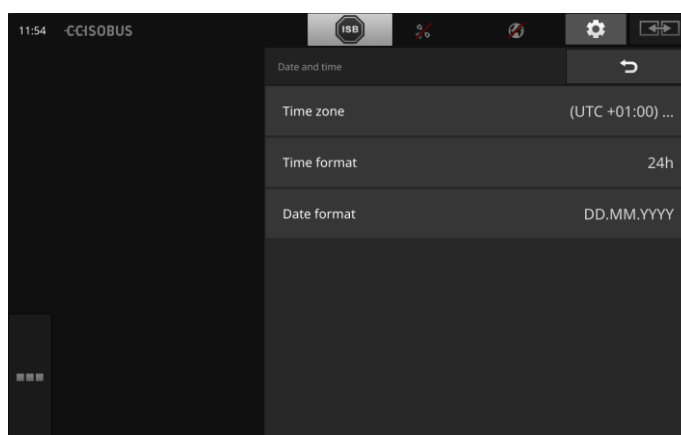 11:54 CCISOBUS ISB
Date and time
Time zone (UTC +01:00) ...
Time format 24h
Date format DD.MM.YYYY